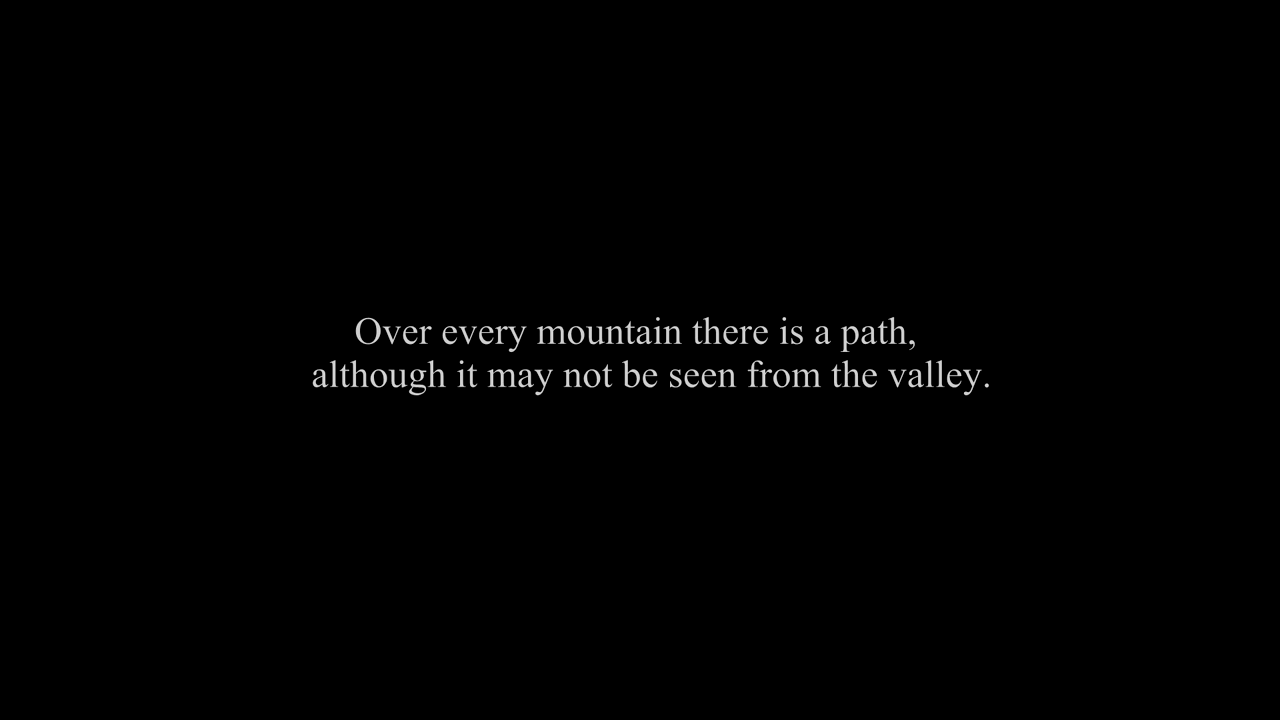 Over every mountain there is a path,
although it may not be seen from the valley.